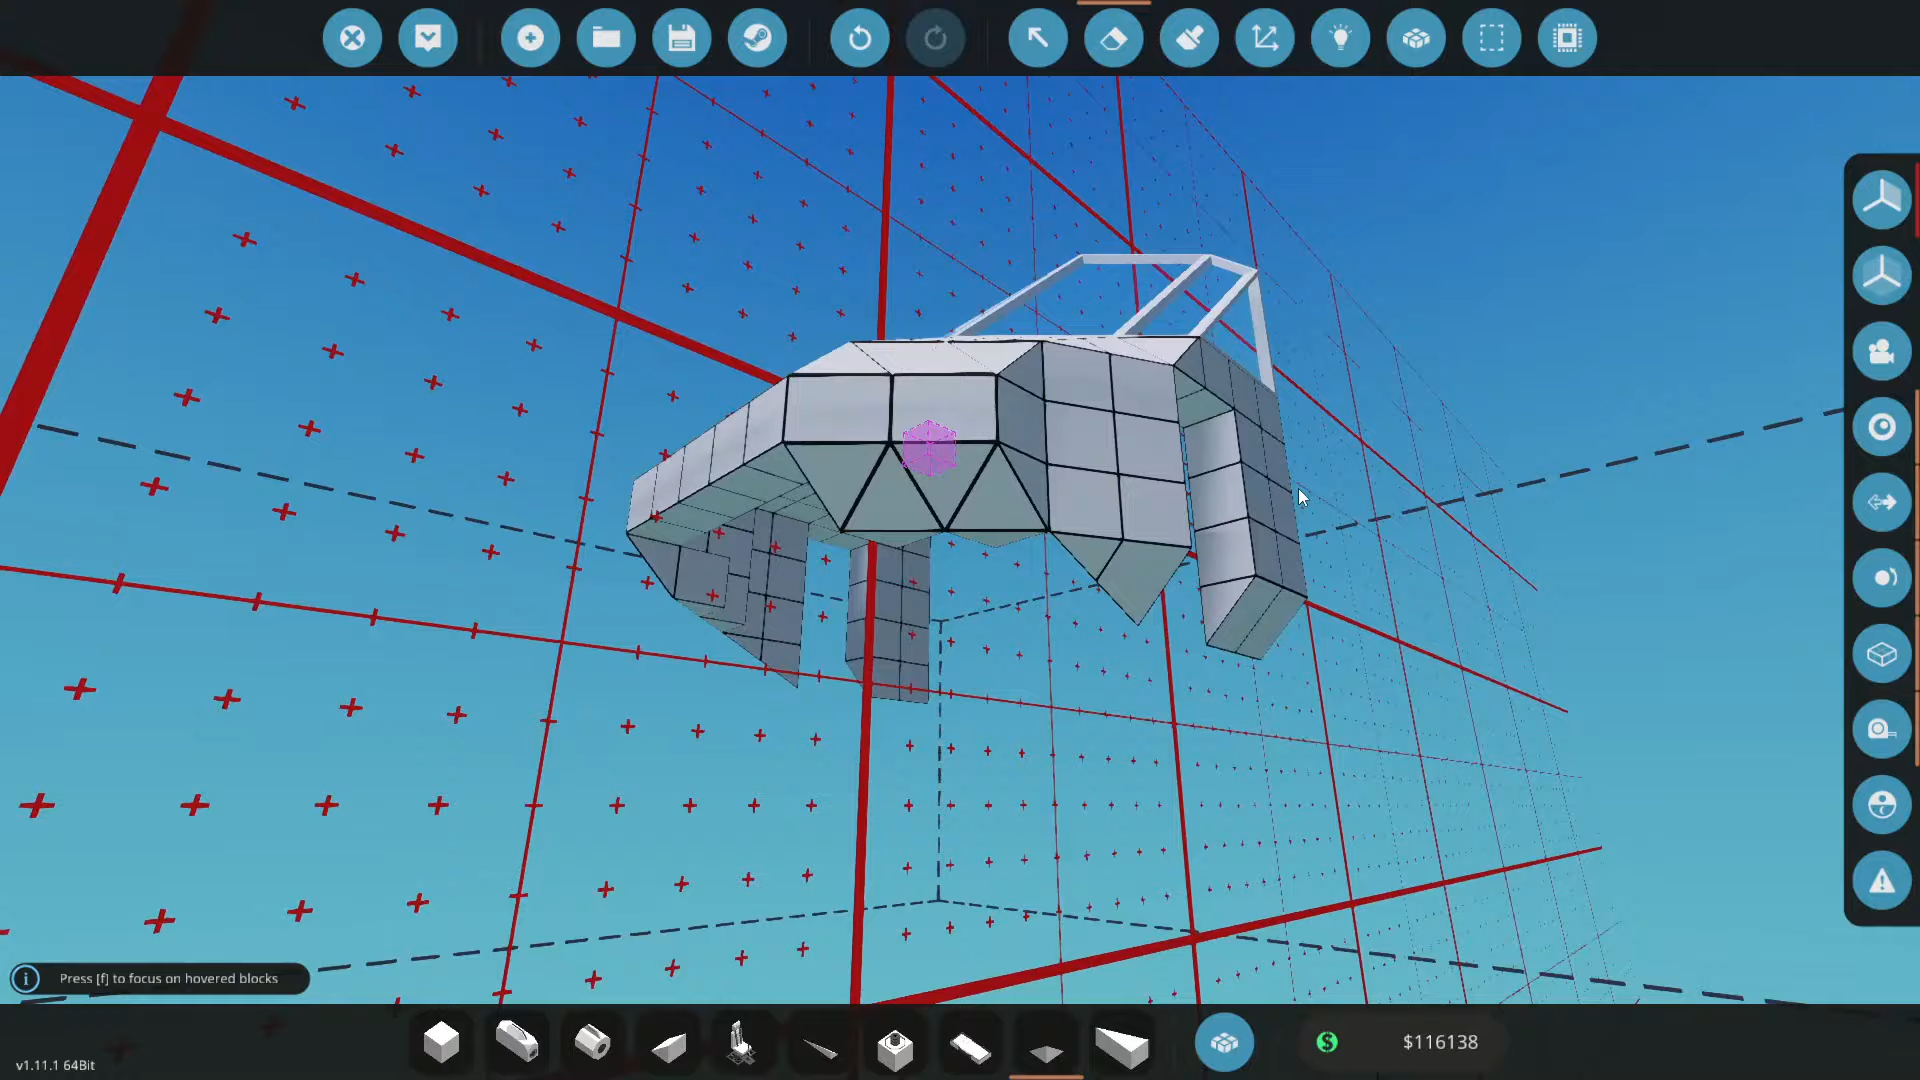 Press [f] to focus on hovered blocks
$ $116138
v1.11.1 64Bit